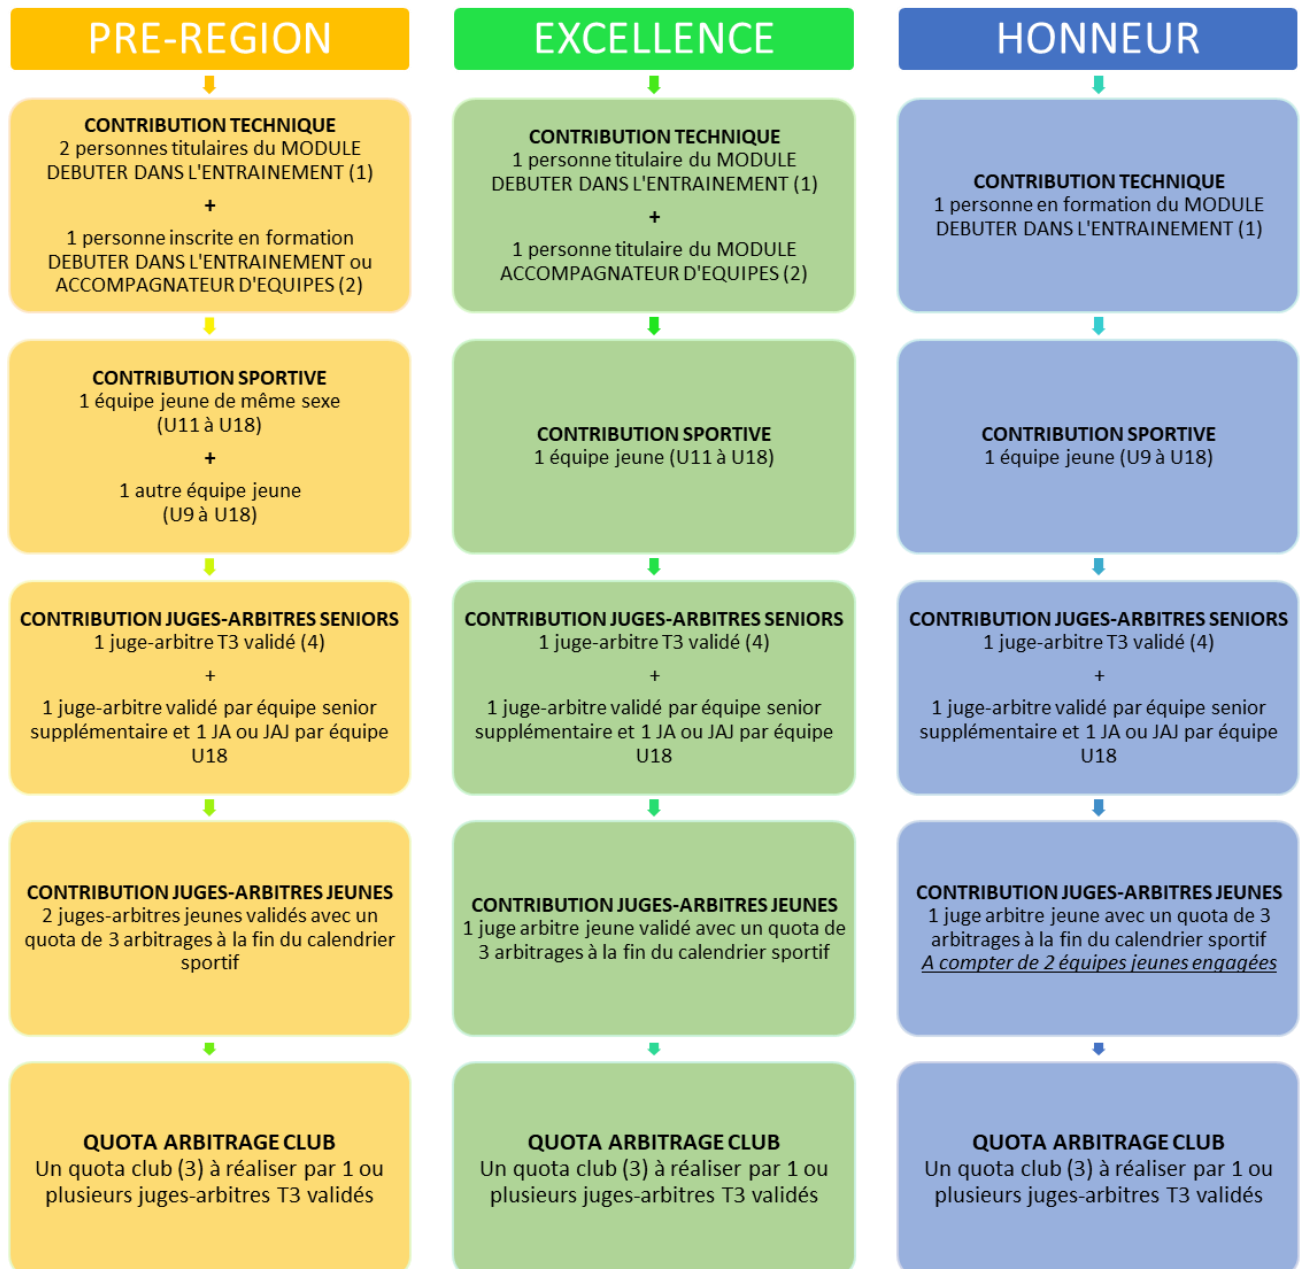 PRE-REGION
CONTRIBUTION TECHNIQUE
2 personnes titulaires du MODULE
DEBUTER DANS L'ENTRAINEMENT (1)
+
1 personne inscrite en formation
DEBUTER DANS L'ENTRAINEMENT ou
ACCOMPAGNATEUR D'EQUIPES (2)
CONTRIBUTION SPORTIVE
1 équipe jeune de même sexe
(U11 à U18)
+
1 autre équipe jeune
(U9 à U18)
CONTRIBUTION JUGES-ARBITRES SENIORS
1 juge-arbitre T3 validé (4)
+
1 juge-arbitre validé par équipe senior
supplémentaire et 1 JA ou JAJ par équipe
U18
CONTRIBUTION JUGES-ARBITRES JEUNES
2 juges-arbitres jeunes validés avec un
quota de 3 arbitrages à la fin du calendrier
sportif
QUOTA ARBITRAGE CLUB
Un quota club (3) à réaliser par 1 ou
plusieurs juges-arbitres T3 validés
EXCELLENCE
CONTRIBUTION TECHNIQUE
1 personne titulaire du MODULE
DEBUTER DANS L'ENTRAINEMENT (1)
+
1 personne titulaire du MODULE
ACCOMPAGNATEUR D'EQUIPES (2)
CONTRIBUTION SPORTIVE
1 équipe jeune (U11 à U18)
CONTRIBUTION JUGES-ARBITRES SENIORS
1 juge-arbitre T3 validé (4)
+
1 juge-arbitre validé par équipe senior
supplémentaire et 1 JA ou JAJ par équipe
U18
CONTRIBUTION JUGES-ARBITRES JEUNES
1 juge arbitre jeune validé avec un quota de
3 arbitrages à la fin du calendrier sportif
QUOTA ARBITRAGE CLUB
Un quota club (3) à réaliser par 1 ou
plusieurs juges-arbitres T3 validés
HONNEUR
CONTRIBUTION TECHNIQUE
1 personne en formation du MODULE
DEBUTER DANS L'ENTRAINEMENT (1)
CONTRIBUTION SPORTIVE
1 équipe jeune (U9 à U18)
CONTRIBUTION JUGES-ARBITRES SENIORS
1 juge-arbitre T3 validé (4)
+
1 juge-arbitre validé par équipe senior
supplémentaire et 1 JA ou JAJ par équipe
U18
CONTRIBUTION JUGES-ARBITRES JEUNES
1 juge arbitre jeune avec un quota de 3
arbitrages à la fin du calendrier sportif
A compter de 2 équipes jeunes engagées
QUOTA ARBITRAGE CLUB
Un quota club (3) à réaliser par 1 ou
plusieurs juges-arbitres T3 validés